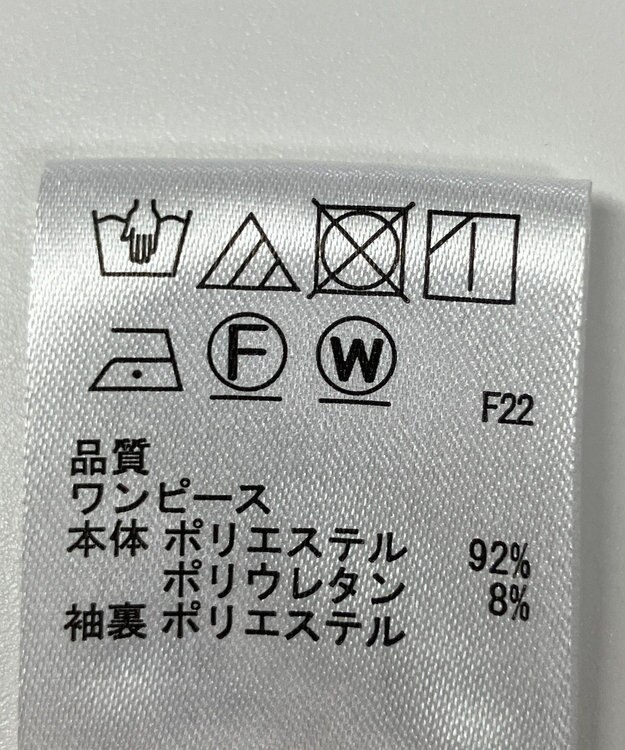 F W
F22
品質
ワンピース
本体 ポリエステル 92%
ポリウレタン 8%
袖裏 ポリエステル